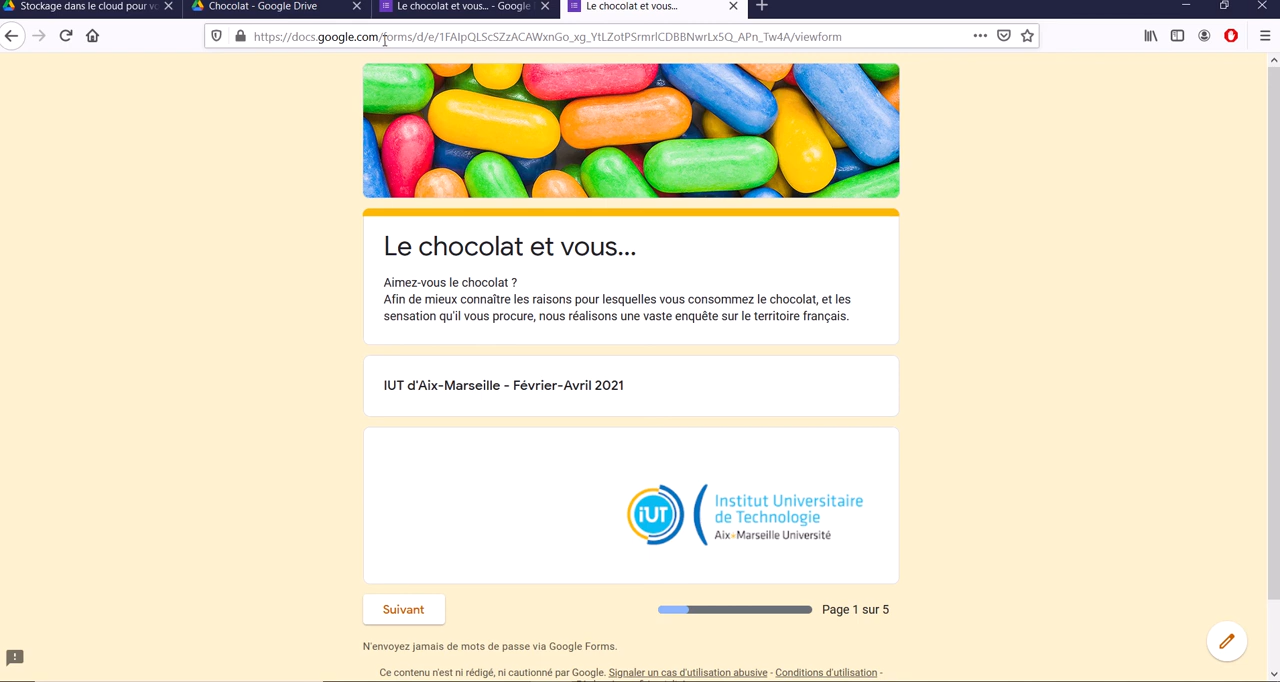 Stockage dans le cloud pour vo
Chocolat - Google Drive
Le chocolat et vous... - Google
Le chocolat et vous...
https://docs.google.com/forms/d/e/1FAIpQLScSZzACAWxnGo_xg_YtLZotPSrmrlCDBBNwrLx5Q_APn_Tw4A/viewform
Le chocolat et vous...
Aimez-vous le chocolat ?
Afin de mieux connaître les raisons pour lesquelles vous consommez le chocolat, et les
sensation qu'il vous procure, nous réalisons une vaste enquête sur le territoire français.
IUT d'Aix-Marseille - Février-Avril 2021
iUT
Institut Universitaire
de Technologie
Aix*Marseille Université
Suivant
Page 1 sur 5
N'envoyez jamais de mots de passe via Google Forms.
Ce contenu n'est ni rédigé, ni cautionné par Google. Signaler un cas d'utilisation abusive - Conditions d'utilisation -